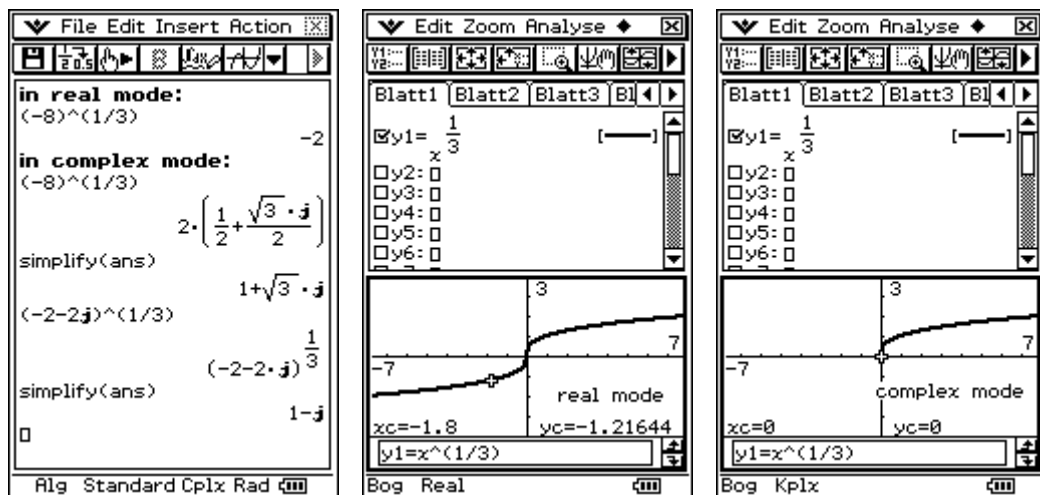 File Edit Insert Action
in real mode:
(-8)^(1/3)
-2
in complex mode:
(-8)^(1/3)
2·(1/2+√3·j/2)
simplify(ans)
1+√3·j
(-2-2j)^(1/3)
(-2-2·j)^1/3
simplify(ans)
1-j
Alg Standard Cplx Rad
Edit Zoom Analyse
Blatt1 Blatt2 Blatt3 Bl
y1=x^1/3
y2:
y3:
y4:
y5:
y6:
3
7
-7
real mode
xc=-1.8 yc=-1.21644
y1=x^(1/3)
Bog Real
Edit Zoom Analyse
Blatt1 Blatt2 Blatt3 Bl
y1=x^1/3
y2:
y3:
y4:
y5:
y6:
3
7
-7
complex mode
xc=0 yc=0
y1=x^(1/3)
Bog Kplx